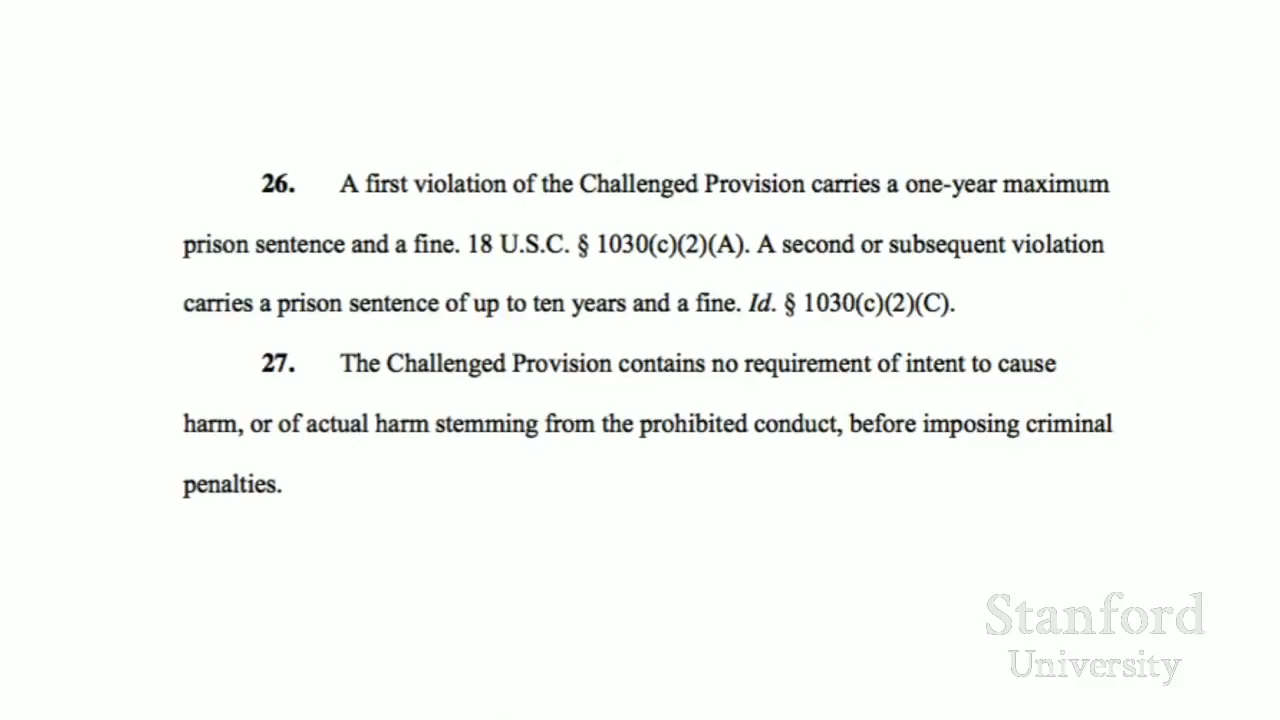 26. A first violation of the Challenged Provision carries a one-year maximum
prison sentence and a fine. 18 U.S.C. § 1030(c)(2)(A). A second or subsequent violation
carries a prison sentence of up to ten years and a fine. Id. § 1030(c)(2)(C).
27. The Challenged Provision contains no requirement of intent to cause
harm, or of actual harm stemming from the prohibited conduct, before imposing criminal
penalties.
Stanford
University